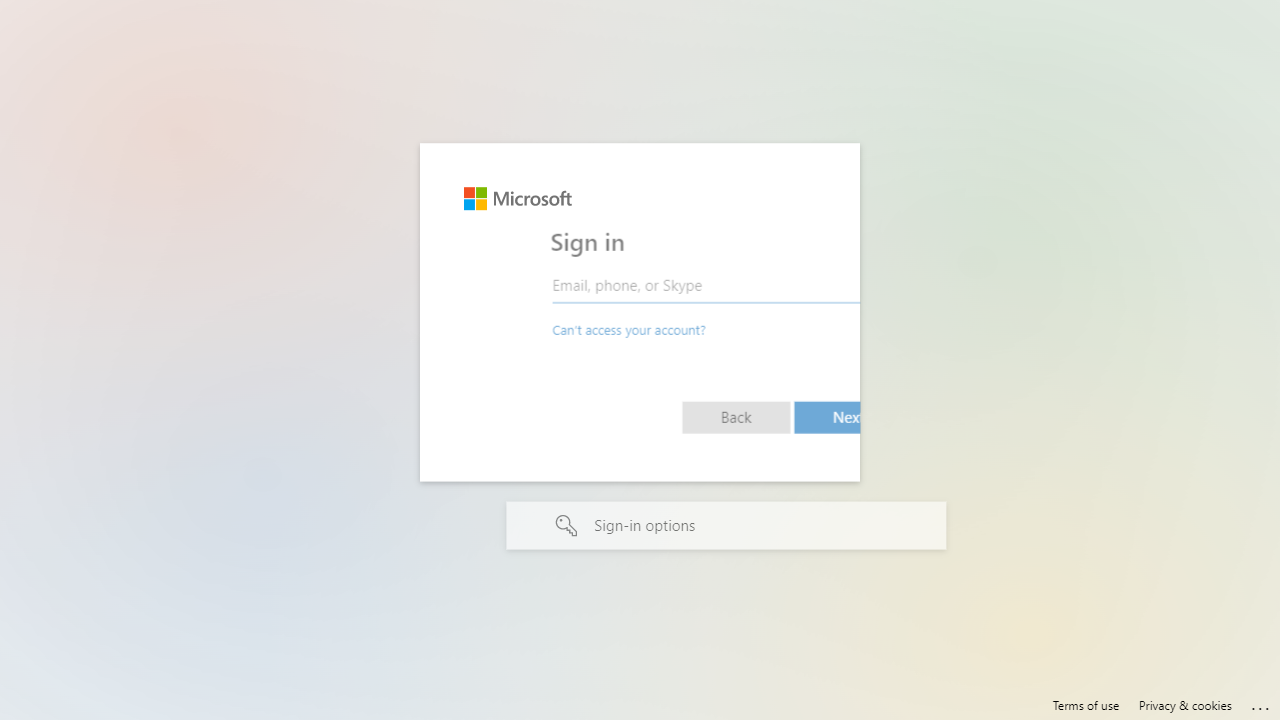 Microsoft
Sign in
Email, phone, or Skype
Can't access your account?
Back Nex
Sign-in options
Terms of use Privacy & cookies ...